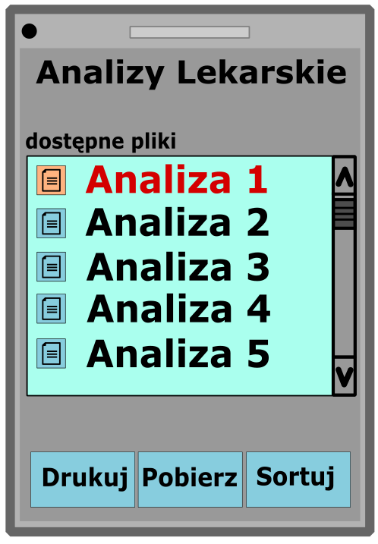 Analizy Lekarskie
dostępne pliki
Analiza 1
Analiza 2
Analiza 3
Analiza 4
Analiza 5
Drukuj Pobierz Sortuj